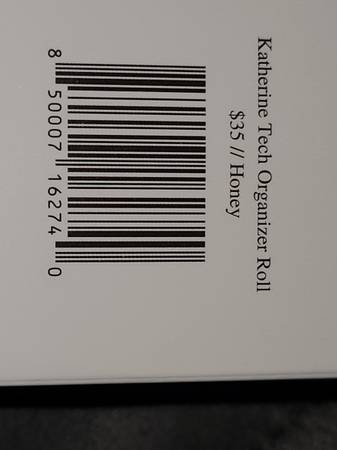 Katherine Tech Organizer Roll
$35 // Honey
8 50007 16274 0